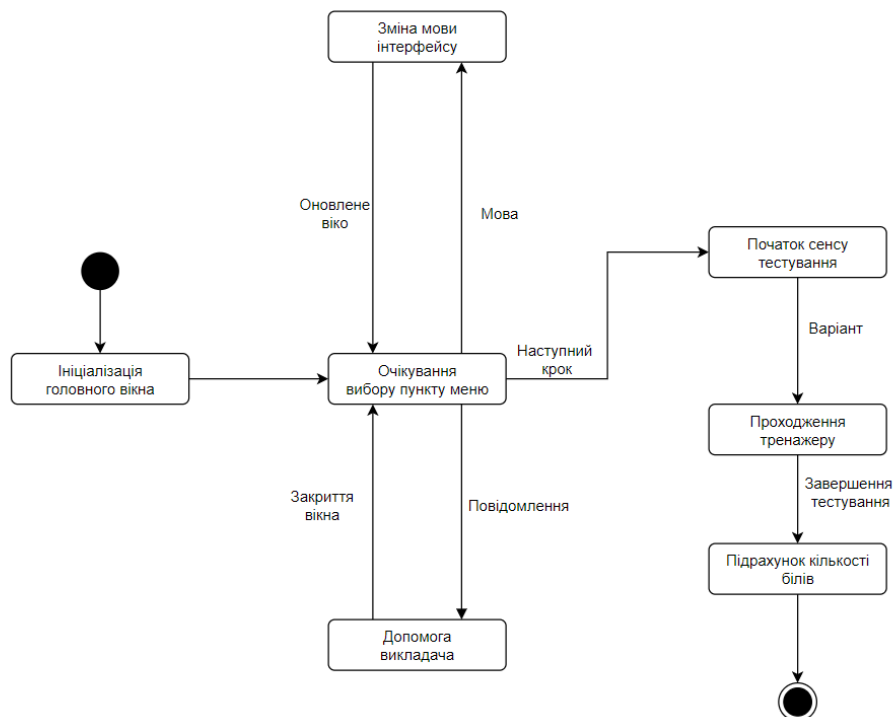 Зміна мови
інтерфейсу
Оновлене
віко
Мова
Початок сенсу
тестування
Варіант
Ініціалізація
головного вікна
Очікування
вибору пункту меню
Наступний
крок
Проходження
тренажеру
Закриття
вікна
Повідомлення
Завершення
тестування
Підрахунок кількості
білів
Допомога
викладача